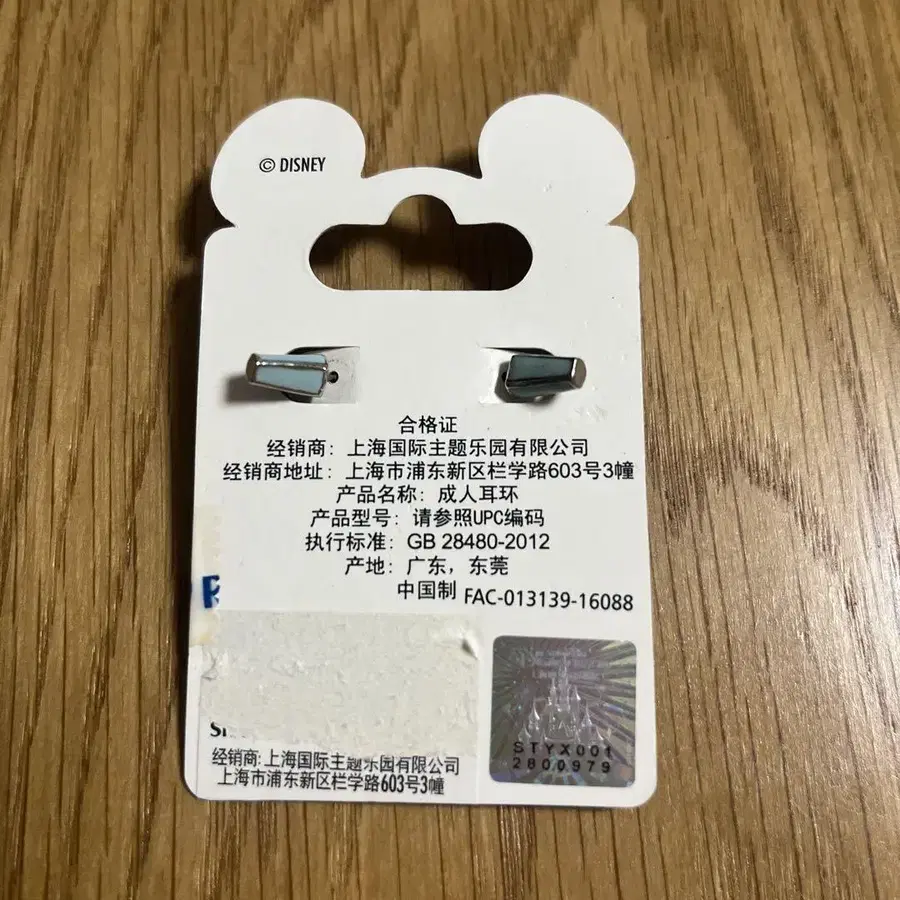 © DISNEY
合格证
经销商: 上海国际主题乐园有限公司
经销商地址: 上海市浦东新区栏学路603号3幢
产品名称: 成人耳环
产品型号: 请参照UPC编码
执行标准: GB 28480-2012
产地: 广东, 东莞
中国制 FAC-013139-16088
STYX001
2800979
经销商: 上海国际主题乐园有限公司
上海市浦东新区栏学路603号3幢